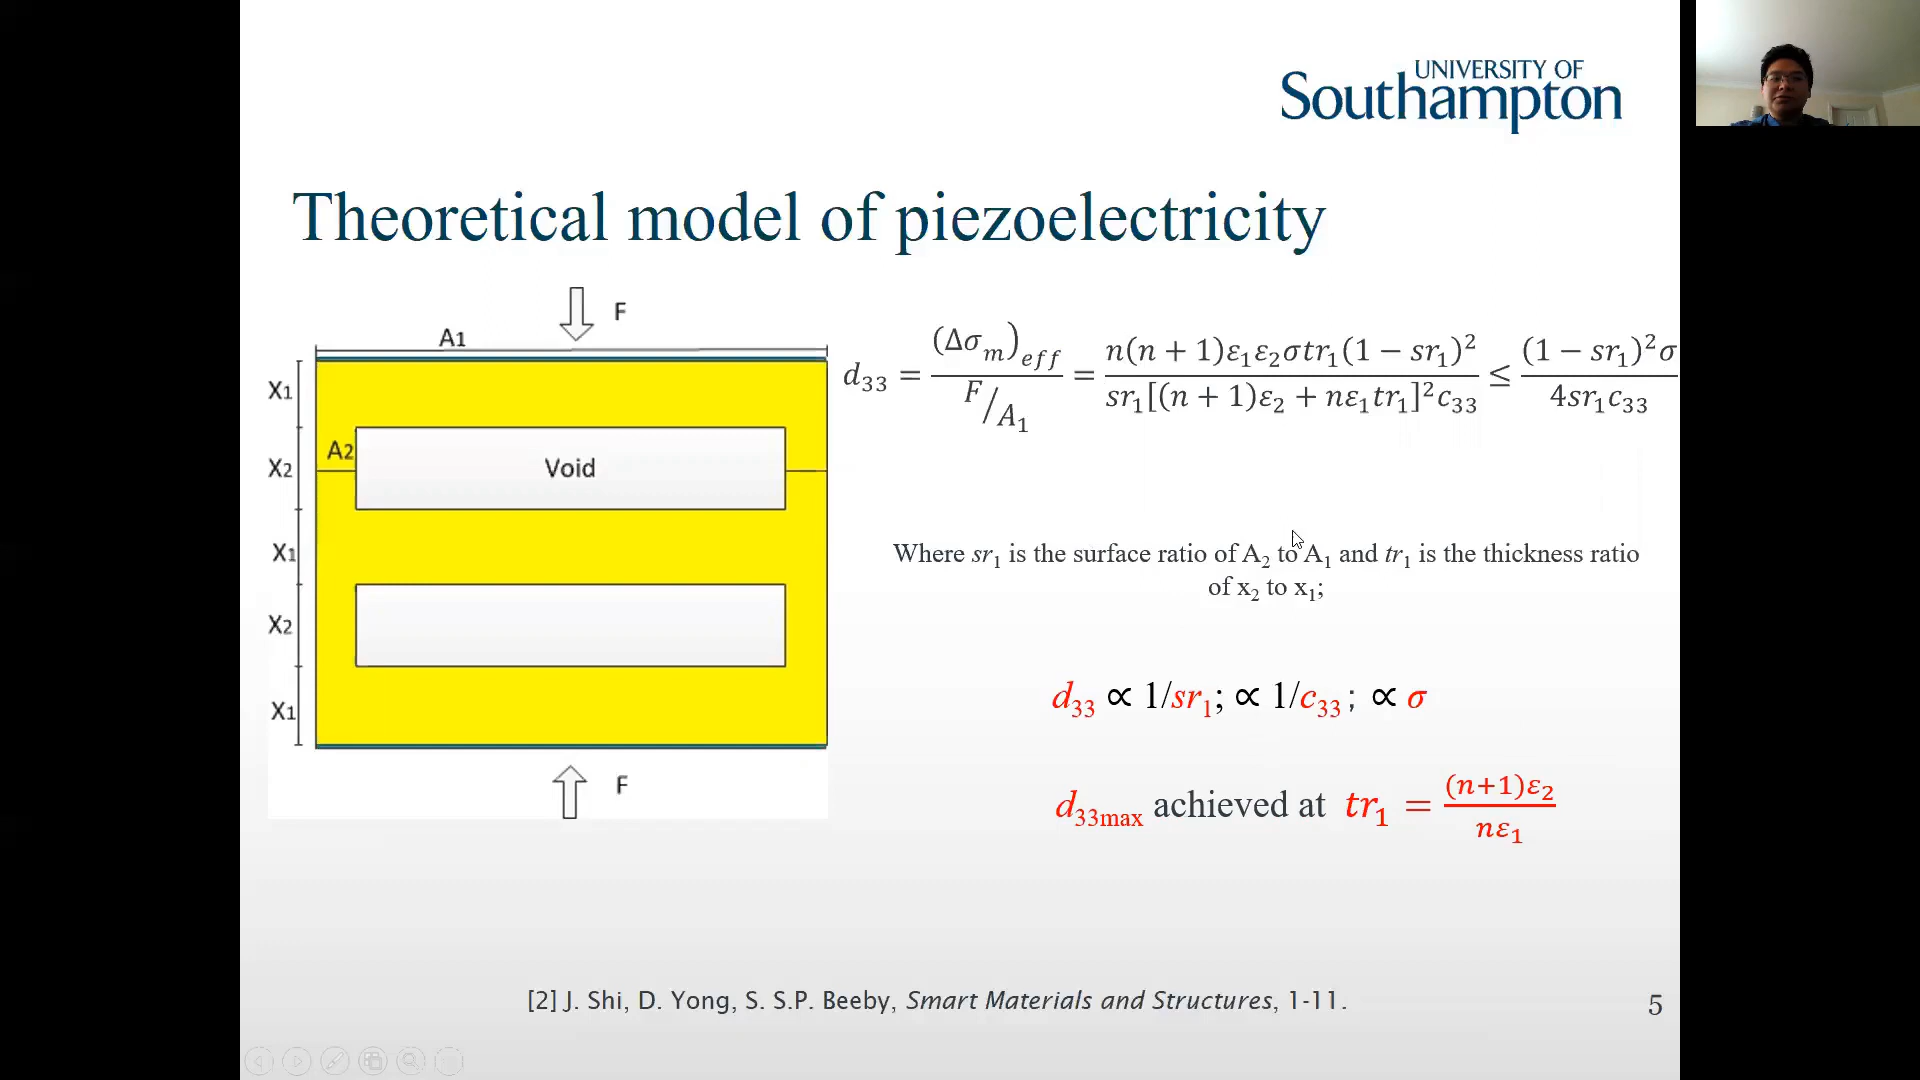 UNIVERSITY OF
Southampton
Theoretical model of piezoelectricity
F
A1
X1
A2
Void
X2
X1
X2
X1
F
d₃₃ = (Δσₘ)eff / (F/A₁) = n(n + 1)ε₁ε₂σtr₁(1 − sr₁)² / sr₁[(n + 1)ε₂ + nε₁tr₁]²c₃₃ ≤ (1 − sr₁)²σ / 4sr₁c₃₃
Where sr₁ is the surface ratio of A₂ to A₁ and tr₁ is the thickness ratio
of x₂ to x₁;
d₃₃ ∝ 1/sr₁; ∝ 1/c₃₃; ∝ σ
d₃₃max achieved at tr₁ = (n+1)ε₂ / nε₁
[2] J. Shi, D. Yong, S. S.P. Beeby, Smart Materials and Structures, 1-11.
5